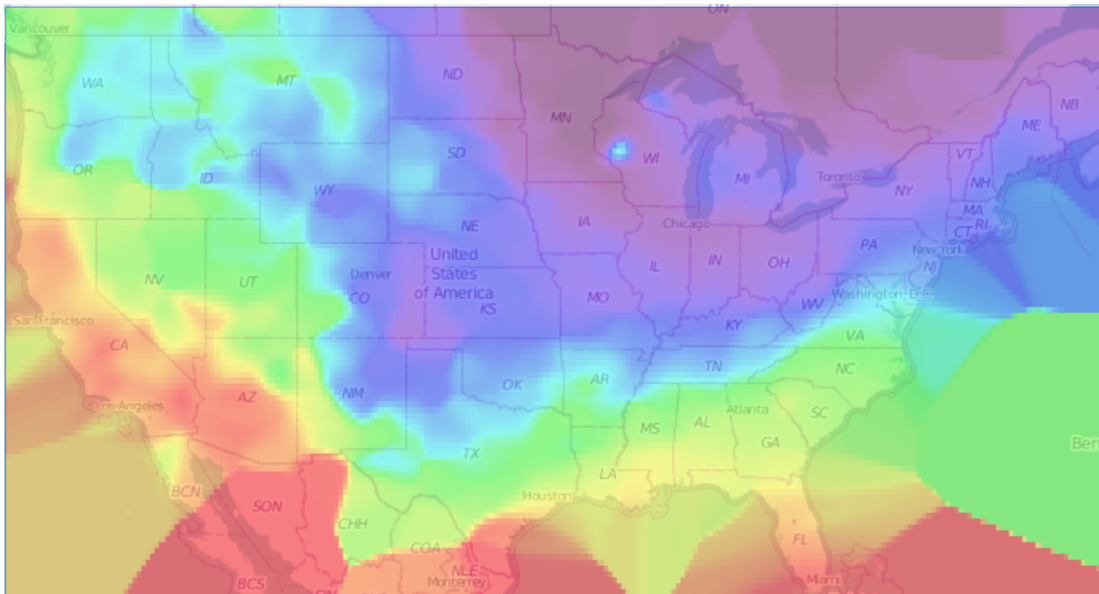 ON
Vancouver
WA
MT
ND
MN
NB
ME
OR
ID
WY
SD
WI
MI
Toronto
VT
NH
NY
MA
RI
CT
NE
IA
Chicago
PA
New York
NJ
NV
UT
Denver
CO
United
States
of America
KS
MO
IL
IN
OH
WV
Washington, D.C.
San Francisco
CA
KY
VA
AZ
NM
OK
AR
TN
NC
Los-Angeles
MS
AL
Atlanta
SC
GA
TX
LA
Houston
Ber
BCN
SON
CHH
COA
FL
BCS
SIN
NLE
Monterrey
Miami